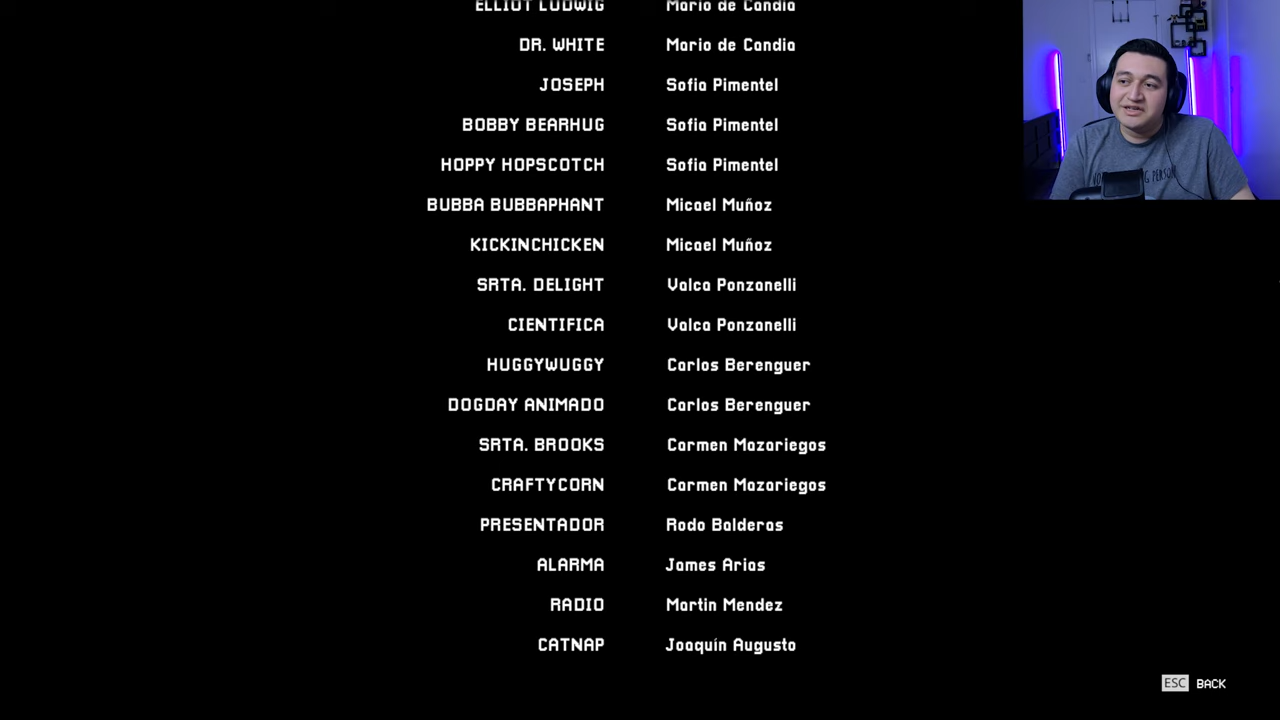 ELLIOT LUDWIG Mario de Candia
DR. WHITE Mario de Candia
JOSEPH Sofia Pimentel
BOBBY BEARHUG Sofia Pimentel
HOPPY HOPSCOTCH Sofia Pimentel
BUBBA BUBBAPHANT Micael Muñoz
KICKINCHICKEN Micael Muñoz
SRTA. DELIGHT Valca Ponzanelli
CIENTIFICA Valca Ponzanelli
HUGGYWUGGY Carlos Berenguer
DOGDAY ANIMADO Carlos Berenguer
SRTA. BROOKS Carmen Mazariegos
CRAFTYCORN Carmen Mazariegos
PRESENTADOR Rodo Balderas
ALARMA James Arias
RADIO Martin Mendez
CATNAP Joaquín Augusto
ESC BACK